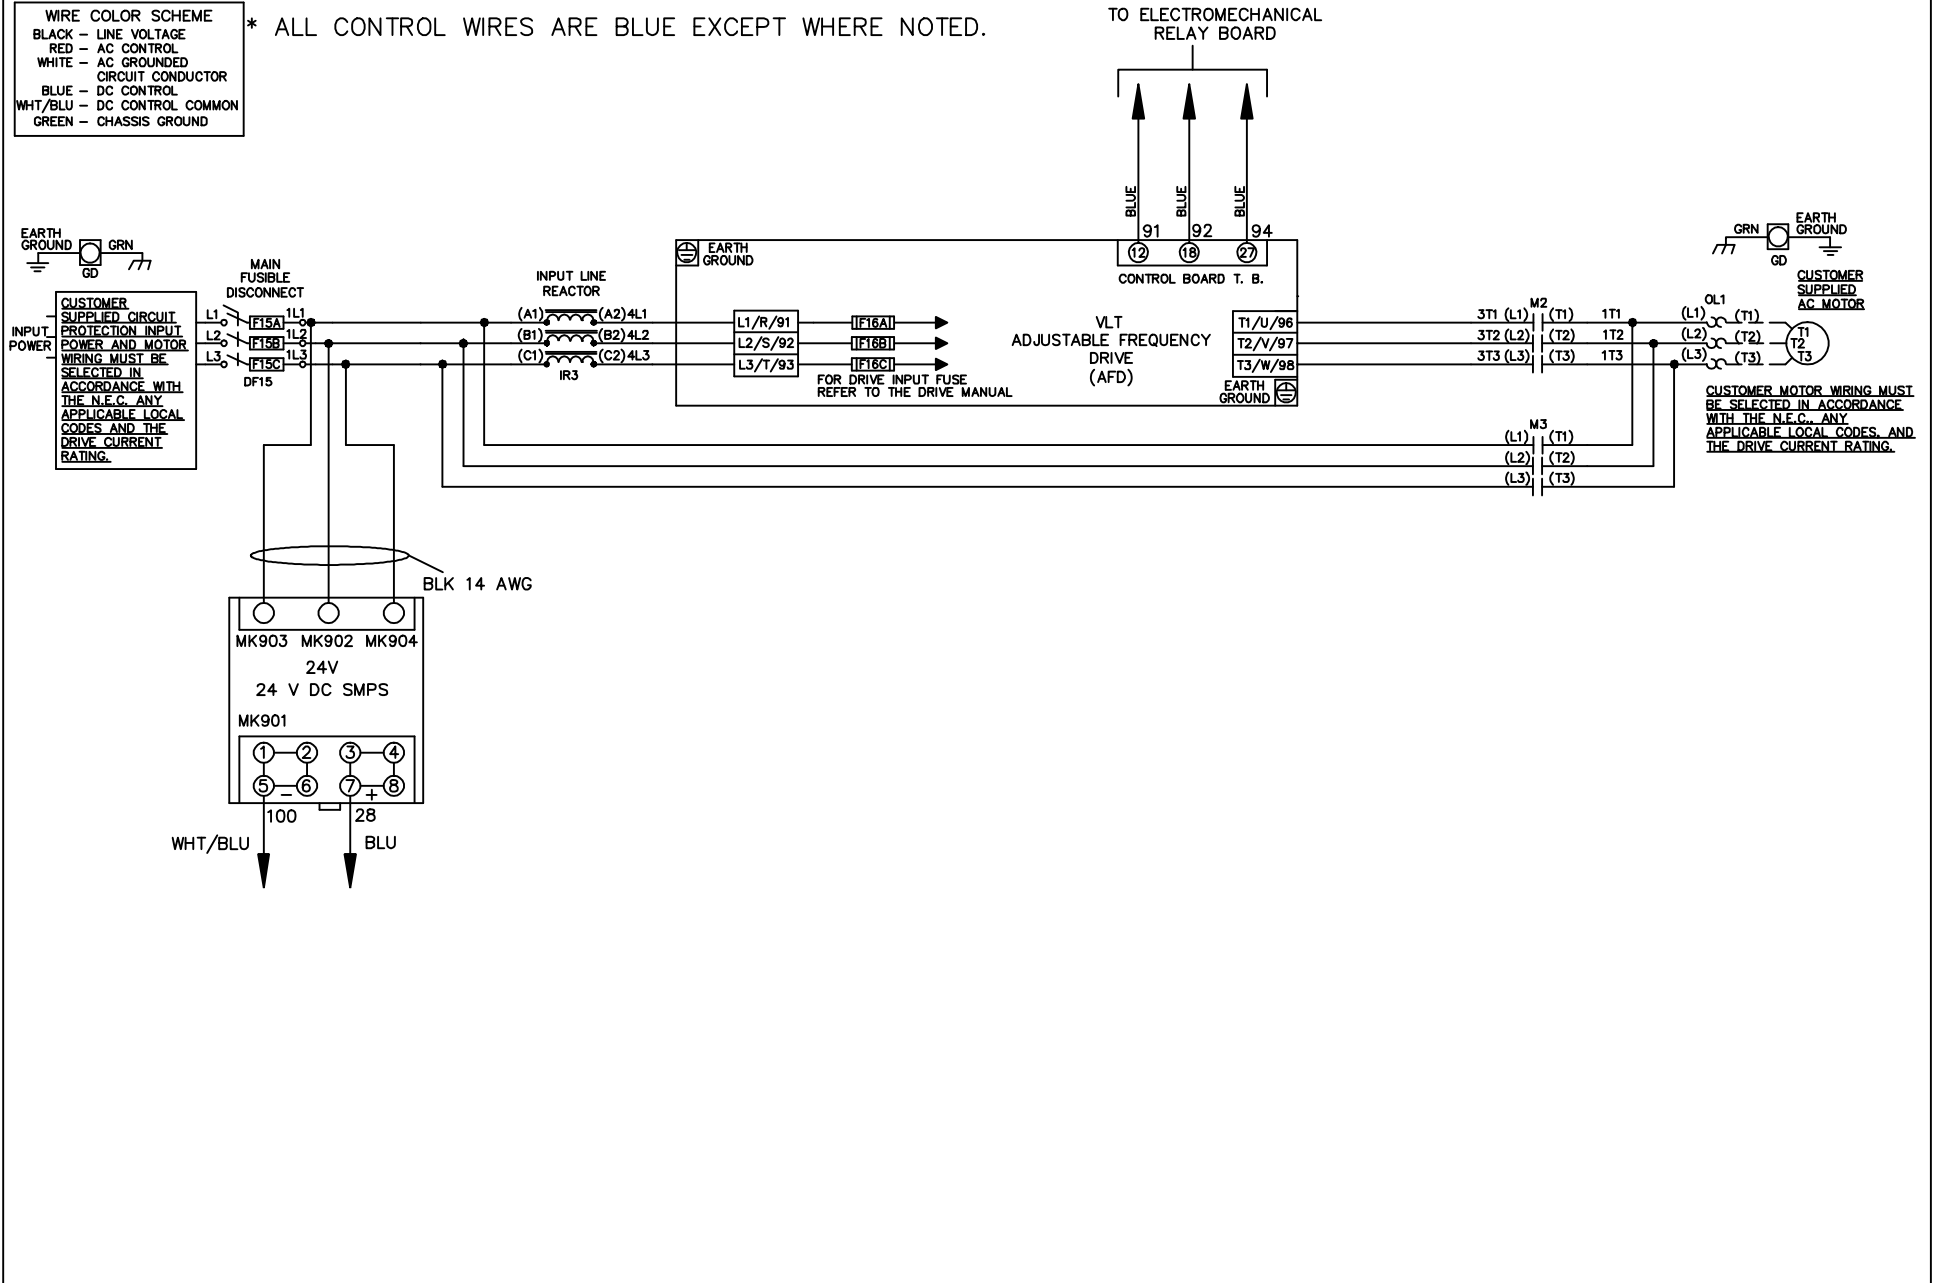 WIRE COLOR SCHEME
BLACK – LINE VOLTAGE
RED – AC CONTROL
WHITE – AC GROUNDED
CIRCUIT CONDUCTOR
BLUE – DC CONTROL
WHT/BLU – DC CONTROL COMMON
GREEN – CHASSIS GROUND
* ALL CONTROL WIRES ARE BLUE EXCEPT WHERE NOTED.
TO ELECTROMECHANICAL
RELAY BOARD
BLUE
BLUE
BLUE
91 92 94
12 18 27
CONTROL BOARD T. B.
EARTH
GROUND
GRN
GD
INPUT
POWER
CUSTOMER
SUPPLIED CIRCUIT
PROTECTION INPUT
POWER AND MOTOR
WIRING MUST BE
SELECTED IN
ACCORDANCE WITH
THE N.E.C. ANY
APPLICABLE LOCAL
CODES AND THE
DRIVE CURRENT
RATING.
MAIN
FUSIBLE
DISCONNECT
L1 F15A 1L1
L2 F15B 1L2
L3 F15C 1L3
DF15
INPUT LINE
REACTOR
(A1) (A2) 4L1
(B1) (B2) 4L2
(C1) (C2) 4L3
IR3
EARTH
GROUND
L1/R/91
L2/S/92
L3/T/93
F16A
F16B
F16C
FOR DRIVE INPUT FUSE
REFER TO THE DRIVE MANUAL
VLT
ADJUSTABLE FREQUENCY
DRIVE
(AFD)
T1/U/96
T2/V/97
T3/W/98
EARTH
GROUND
M2
3T1 (L1) (T1) 1T1
3T2 (L2) (T2) 1T2
3T3 (L3) (T3) 1T3
M3
(L1) (T1)
(L2) (T2)
(L3) (T3)
OL1
(L1) (T1)
(L2) (T2)
(L3) (T3)
T1
T2
T3
GRN
EARTH
GROUND
GD
CUSTOMER
SUPPLIED
AC MOTOR
CUSTOMER MOTOR WIRING MUST
BE SELECTED IN ACCORDANCE
WITH THE N.E.C., ANY
APPLICABLE LOCAL CODES, AND
THE DRIVE CURRENT RATING.
BLK 14 AWG
MK903 MK902 MK904
24V
24 V DC SMPS
MK901
1 2 3 4
5 6 7 8
– +
100 28
WHT/BLU BLU